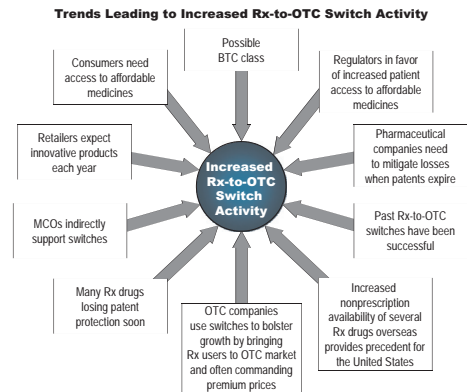 Trends Leading to Increased Rx-to-OTC Switch Activity
Possible
BTC class
Consumers need
access to affordable
medicines
Regulators in favor
of increased patient
access to affordable
medicines
Retailers expect
innovative products
each year
Pharmaceutical
companies need
to mitigate losses
when patents expire
Increased
Rx-to-OTC
Switch
Activity
MCOs indirectly
support switches
Past Rx-to-OTC
switches have been
successful
Many Rx drugs
losing patent
protection soon
OTC companies
use switches to bolster
growth by bringing
Rx users to OTC market
and often commanding
premium prices
Increased
nonprescription
availability of several
Rx drugs overseas
provides precedent for
the United States